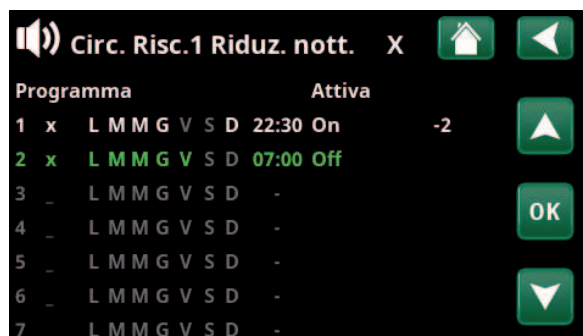 Circ. Risc.1 Riduz. nott. X
Programma Attiva
1 x L M M G V S D 22:30 On -2
2 x L M M G V S D 07:00 Off
3 _ L M M G V S D -
4 _ L M M G V S D -
OK
5 _ L M M G V S D -
6 _ L M M G V S D -
7 L M M G V S D -